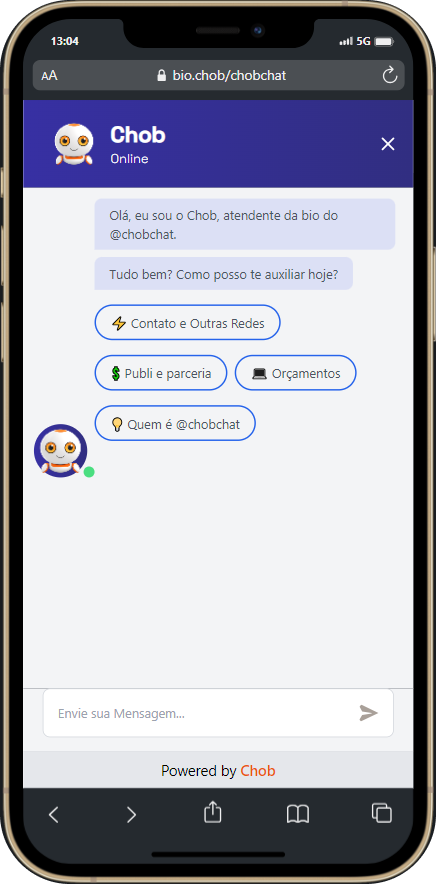 13:04
5G
AA
bio.chob/chobchat
Chob
Online
Olá, eu sou o Chob, atendente da bio do
@chobchat.
Tudo bem? Como posso te auxiliar hoje?
Contato e Outras Redes
Publi e parceria
Orçamentos
Quem é @chobchat
Envie sua Mensagem...
Powered by Chob